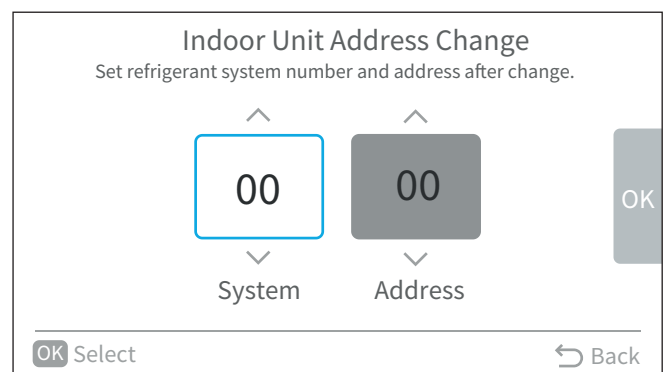 Indoor Unit Address Change
Set refrigerant system number and address after change.
00 00
OK
System Address
OK Select Back